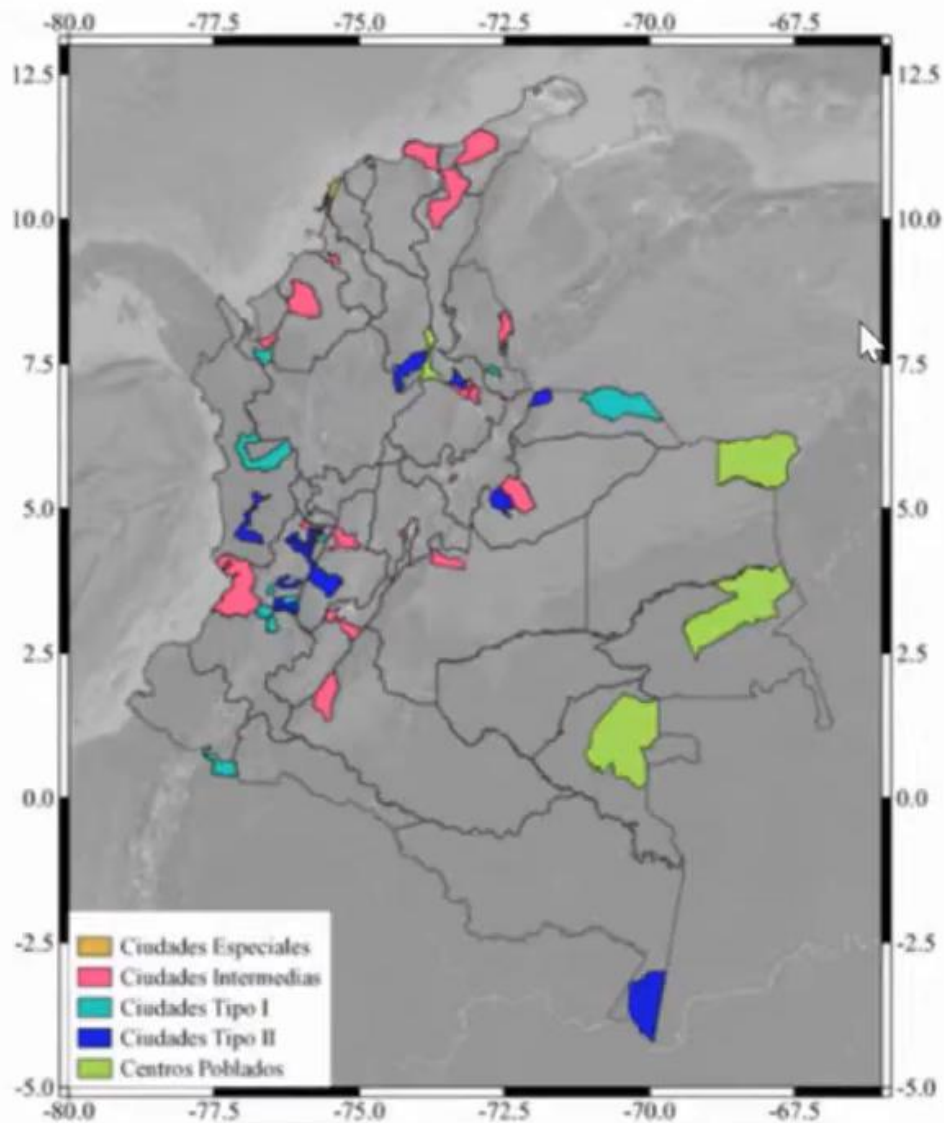 -80.0 -77.5 -75.0 -72.5 -70.0 -67.5
12.5 12.5
10.0 10.0
7.5 7.5
5.0 5.0
2.5 2.5
0.0 0.0
-2.5 -2.5
Ciudades Especiales
Ciudades Intermedias
Ciudades Tipo I
Ciudades Tipo II
Centros Poblados
-5.0 -5.0
-80.0 -77.5 -75.0 -72.5 -70.0 -67.5